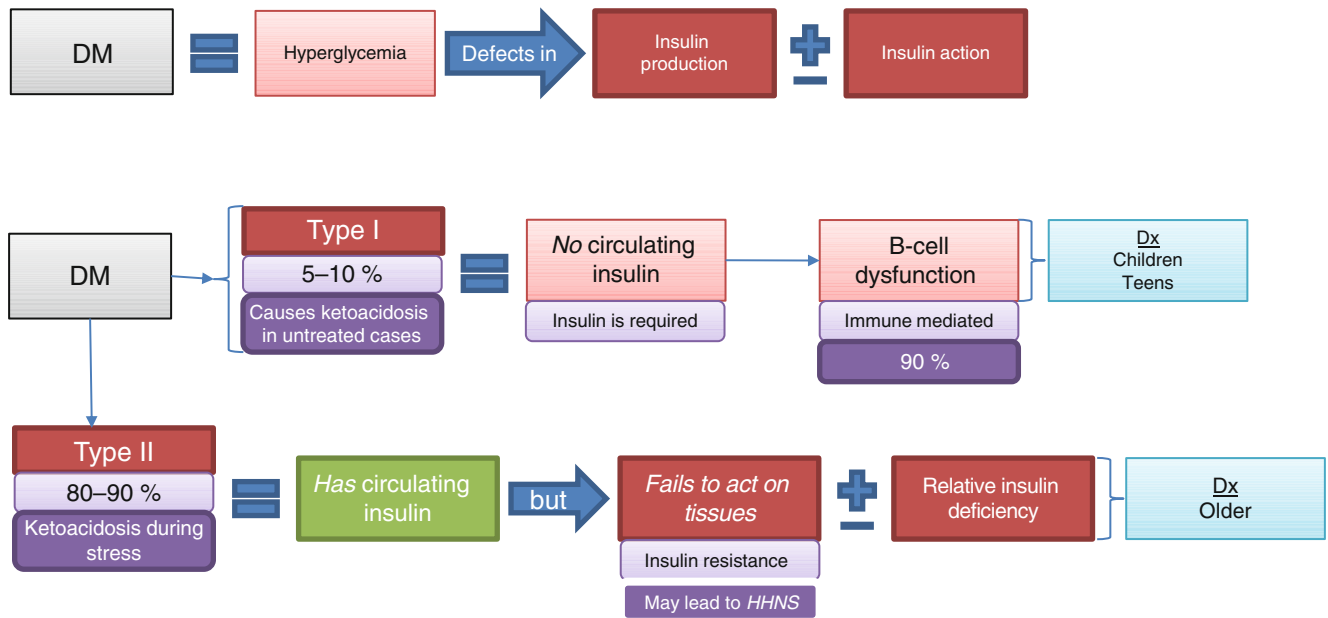 DM
Hyperglycemia
Defects in
Insulin
production
Insulin action
DM
Type I
5–10 %
Causes ketoacidosis
in untreated cases
No circulating
insulin
Insulin is required
B-cell
dysfunction
Immune mediated
90 %
Dx
Children
Teens
Type II
80–90 %
Ketoacidosis during
stress
Has circulating
insulin
but
Fails to act on
tissues
Insulin resistance
May lead to HHNS
Relative insulin
deficiency
Dx
Older